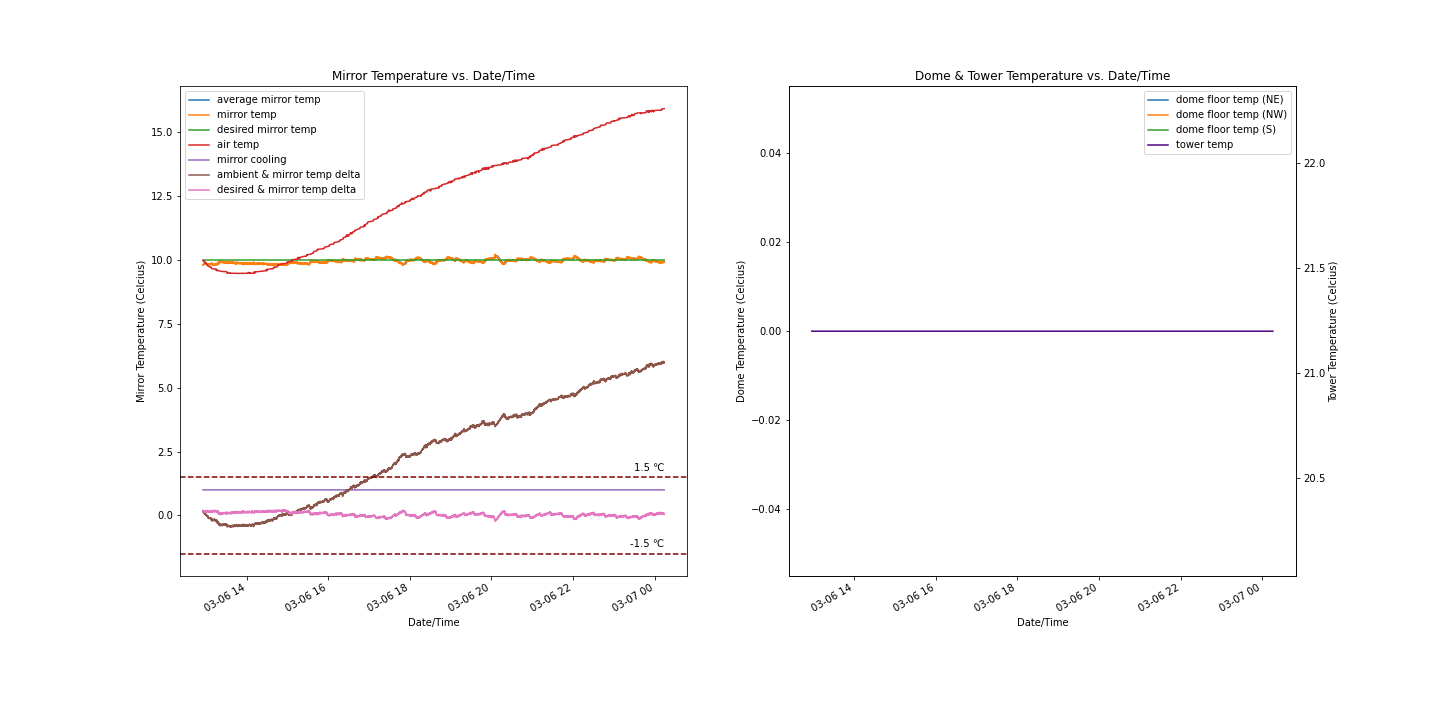 Mirror Temperature vs. Date/Time
average mirror temp
mirror temp
desired mirror temp
air temp
mirror cooling
ambient & mirror temp delta
desired & mirror temp delta
15.0
12.5
10.0
7.5
5.0
2.5
0.0
Mirror Temperature (Celcius)
1.5 °C
-1.5 °C
03-06 14
03-06 16
03-06 18
03-06 20
03-06 22
03-07 00
Date/Time
Dome & Tower Temperature vs. Date/Time
dome floor temp (NE)
dome floor temp (NW)
dome floor temp (S)
tower temp
0.04
0.02
0.00
−0.02
−0.04
Dome Temperature (Celcius)
22.0
21.5
21.0
20.5
Tower Temperature (Celcius)
03-06 14
03-06 16
03-06 18
03-06 20
03-06 22
03-07 00
Date/Time